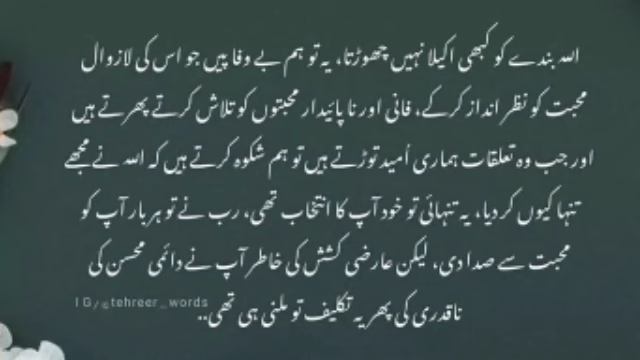 اللہ بندے کو کبھی اکیلا نہیں چھوڑتا، یہ تو ہم بے وفا ہیں جو اس کی لازوال
محبت کو نظر انداز کرکے، فانی اور ناپائیدار محبتوں کو تلاش کرتے پھرتے ہیں
اور جب وہ تعلقات ہماری اُمید توڑتے ہیں تو ہم شکوہ کرتے ہیں کہ اللہ نے مجھے
تنہا کیوں کر دیا، یہ تنہائی تو خود آپ کا انتخاب تھی، رب نے تو ہر بار آپ کو
محبت سے صدا دی، لیکن عارضی کشش کی خاطر آپ نے دائمی محسن کی
ناقدری کی پھر یہ تکلیف تو ملنی ہی تھی..
IG/@tehreer_words